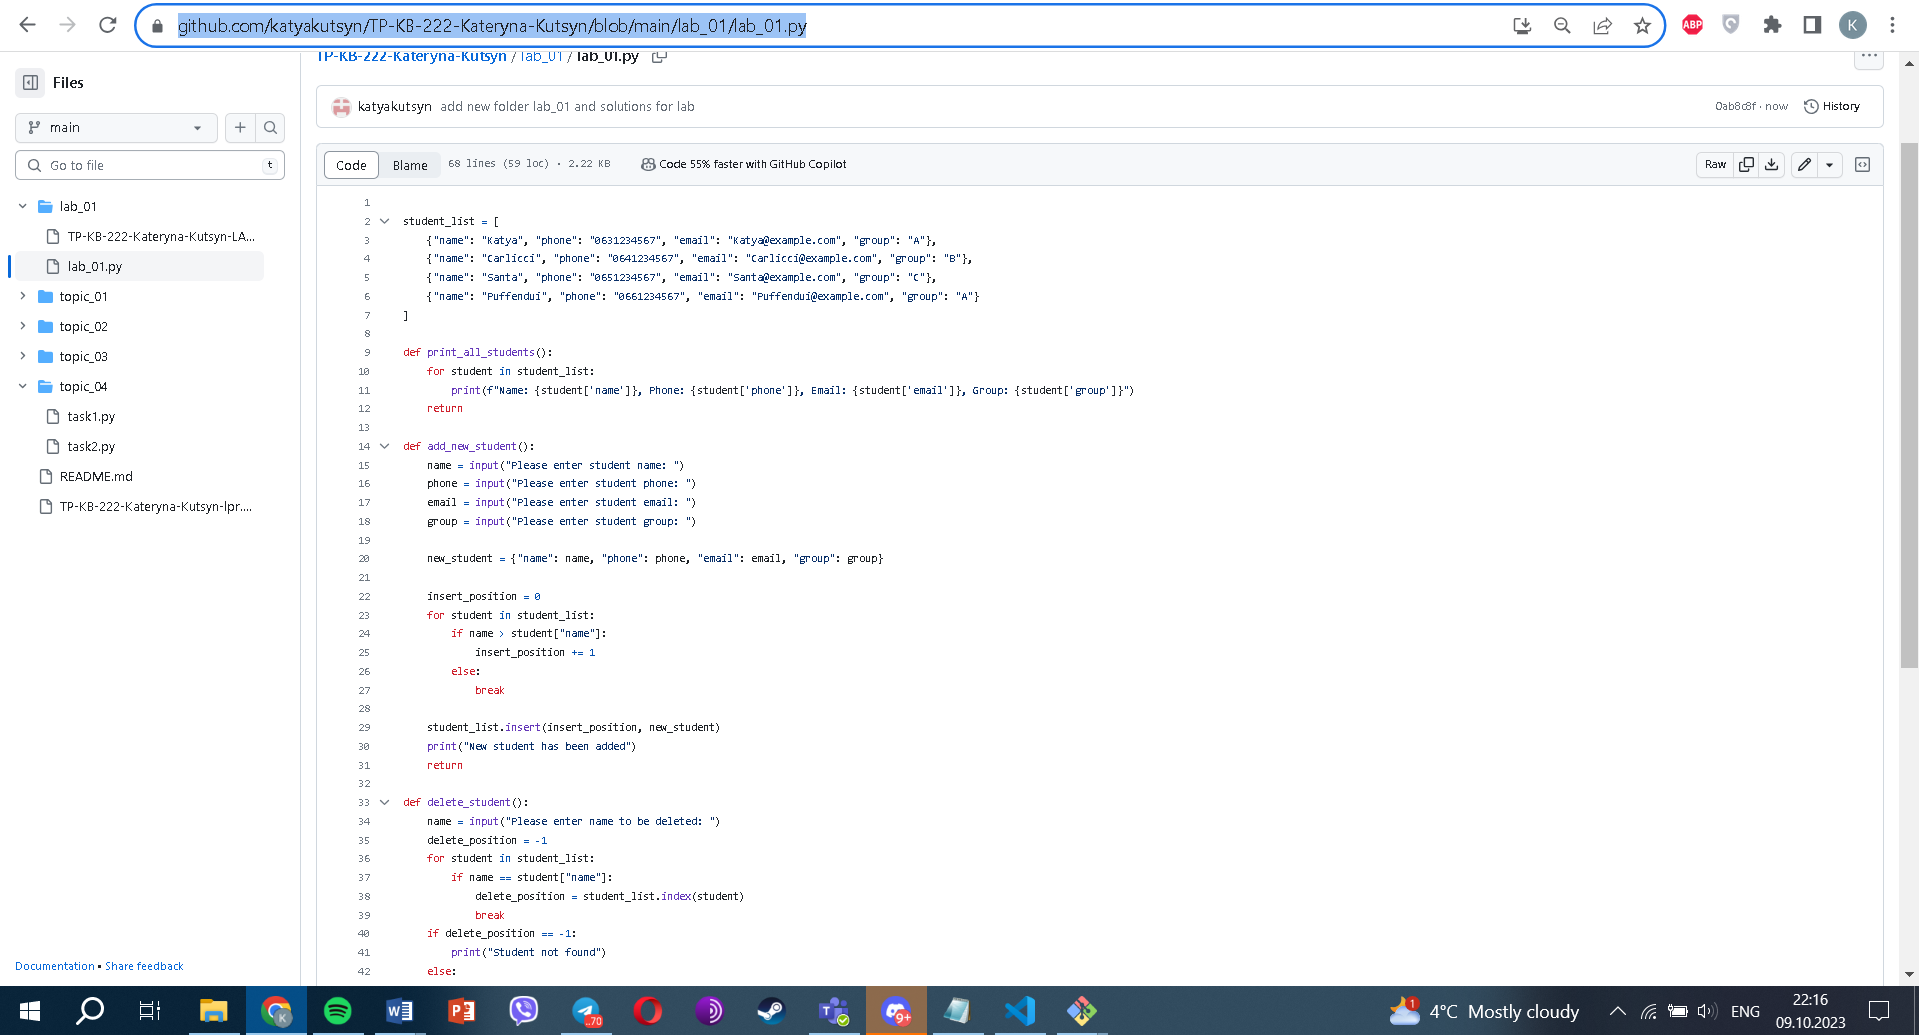 github.com/katyakutsyn/TP-KB-222-Kateryna-Kutsyn/blob/main/lab_01/lab_01.py
ABP
K
Files
TP-KB-222-Kateryna-Kutsyn / lab_01 / lab_01.py
main
Go to file
t
lab_01
TP-KB-222-Kateryna-Kutsyn-LA...
lab_01.py
topic_01
topic_02
topic_03
topic_04
task1.py
task2.py
README.md
TP-KB-222-Kateryna-Kutsyn-lpr....
Documentation • Share feedback
katyakutsyn add new folder lab_01 and solutions for lab
0ab8c8f · now
History
Code
Blame
68 lines (59 loc) · 2.22 KB
Code 55% faster with GitHub Copilot
Raw
1
2 student_list = [
3 {"name": "Katya", "phone": "0631234567", "email": "Katya@example.com", "group": "A"},
4 {"name": "Carlicci", "phone": "0641234567", "email": "Carlicci@example.com", "group": "B"},
5 {"name": "Santa", "phone": "0651234567", "email": "Santa@example.com", "group": "C"},
6 {"name": "Puffendui", "phone": "0661234567", "email": "Puffendui@example.com", "group": "A"}
7 ]
8
9 def print_all_students():
10 for student in student_list:
11 print(f"Name: {student['name']}, Phone: {student['phone']}, Email: {student['email']}, Group: {student['group']}")
12 return
13
14 def add_new_student():
15 name = input("Please enter student name: ")
16 phone = input("Please enter student phone: ")
17 email = input("Please enter student email: ")
18 group = input("Please enter student group: ")
19
20 new_student = {"name": name, "phone": phone, "email": email, "group": group}
21
22 insert_position = 0
23 for student in student_list:
24 if name > student["name"]:
25 insert_position += 1
26 else:
27 break
28
29 student_list.insert(insert_position, new_student)
30 print("New student has been added")
31 return
32
33 def delete_student():
34 name = input("Please enter name to be deleted: ")
35 delete_position = -1
36 for student in student_list:
37 if name == student["name"]:
38 delete_position = student_list.index(student)
39 break
40 if delete_position == -1:
41 print("Student not found")
42 else:
K
W
P
.70
9+
1
4°C Mostly cloudy
ENG
22:16
09.10.2023